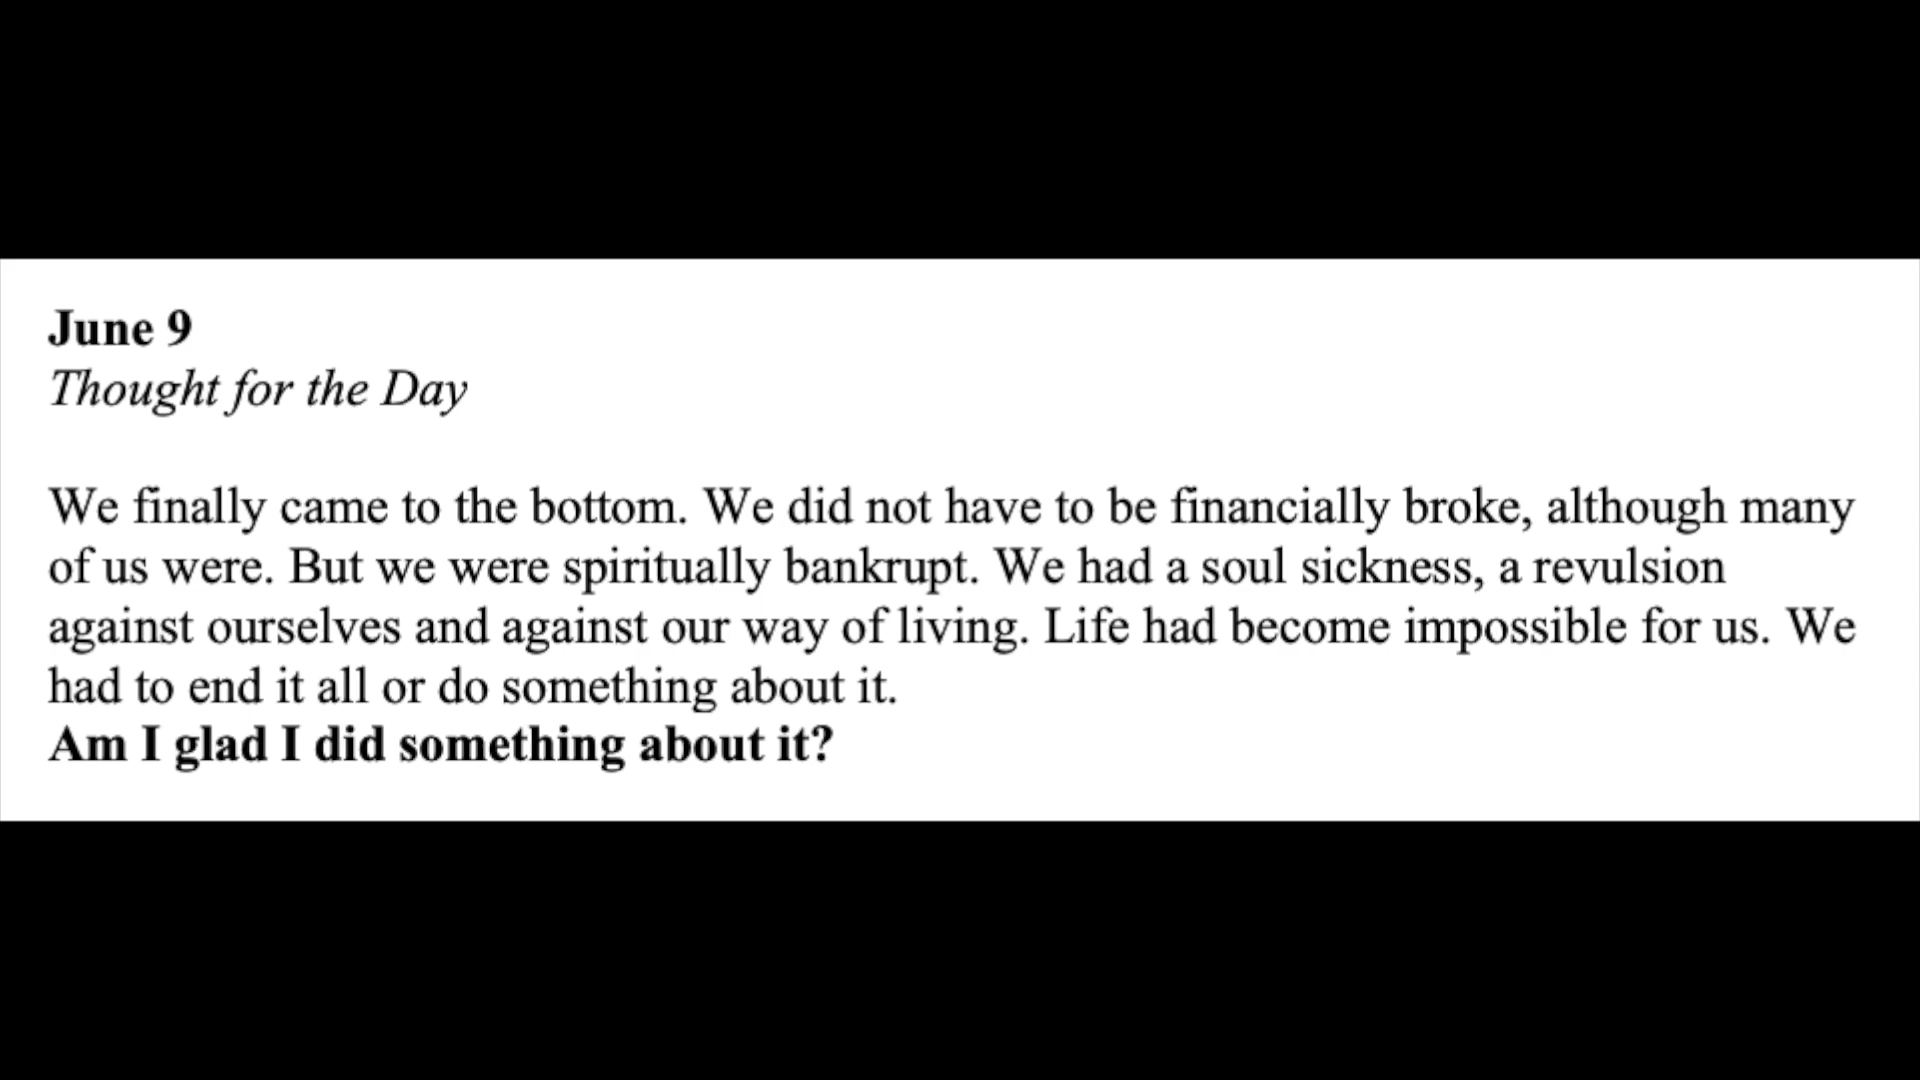 June 9
Thought for the Day
We finally came to the bottom. We did not have to be financially broke, although many
of us were. But we were spiritually bankrupt. We had a soul sickness, a revulsion
against ourselves and against our way of living. Life had become impossible for us. We
had to end it all or do something about it.
Am I glad I did something about it?